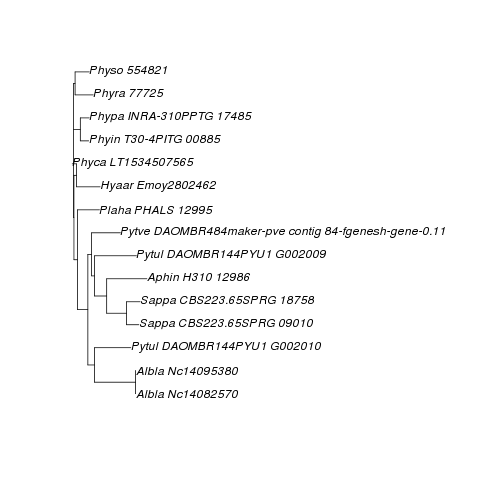 Physo 554821
Phyra 77725
Phypa INRA-310PPTG 17485
Phyin T30-4PITG 00885
Phyca LT1534507565
Hyaar Emoy2802462
Plaha PHALS 12995
Pytve DAOMBR484maker-pve contig 84-fgenesh-gene-0.11
Pytul DAOMBR144PYU1 G002009
Aphin H310 12986
Sappa CBS223.65SPRG 18758
Sappa CBS223.65SPRG 09010
Pytul DAOMBR144PYU1 G002010
Albla Nc14095380
Albla Nc14082570